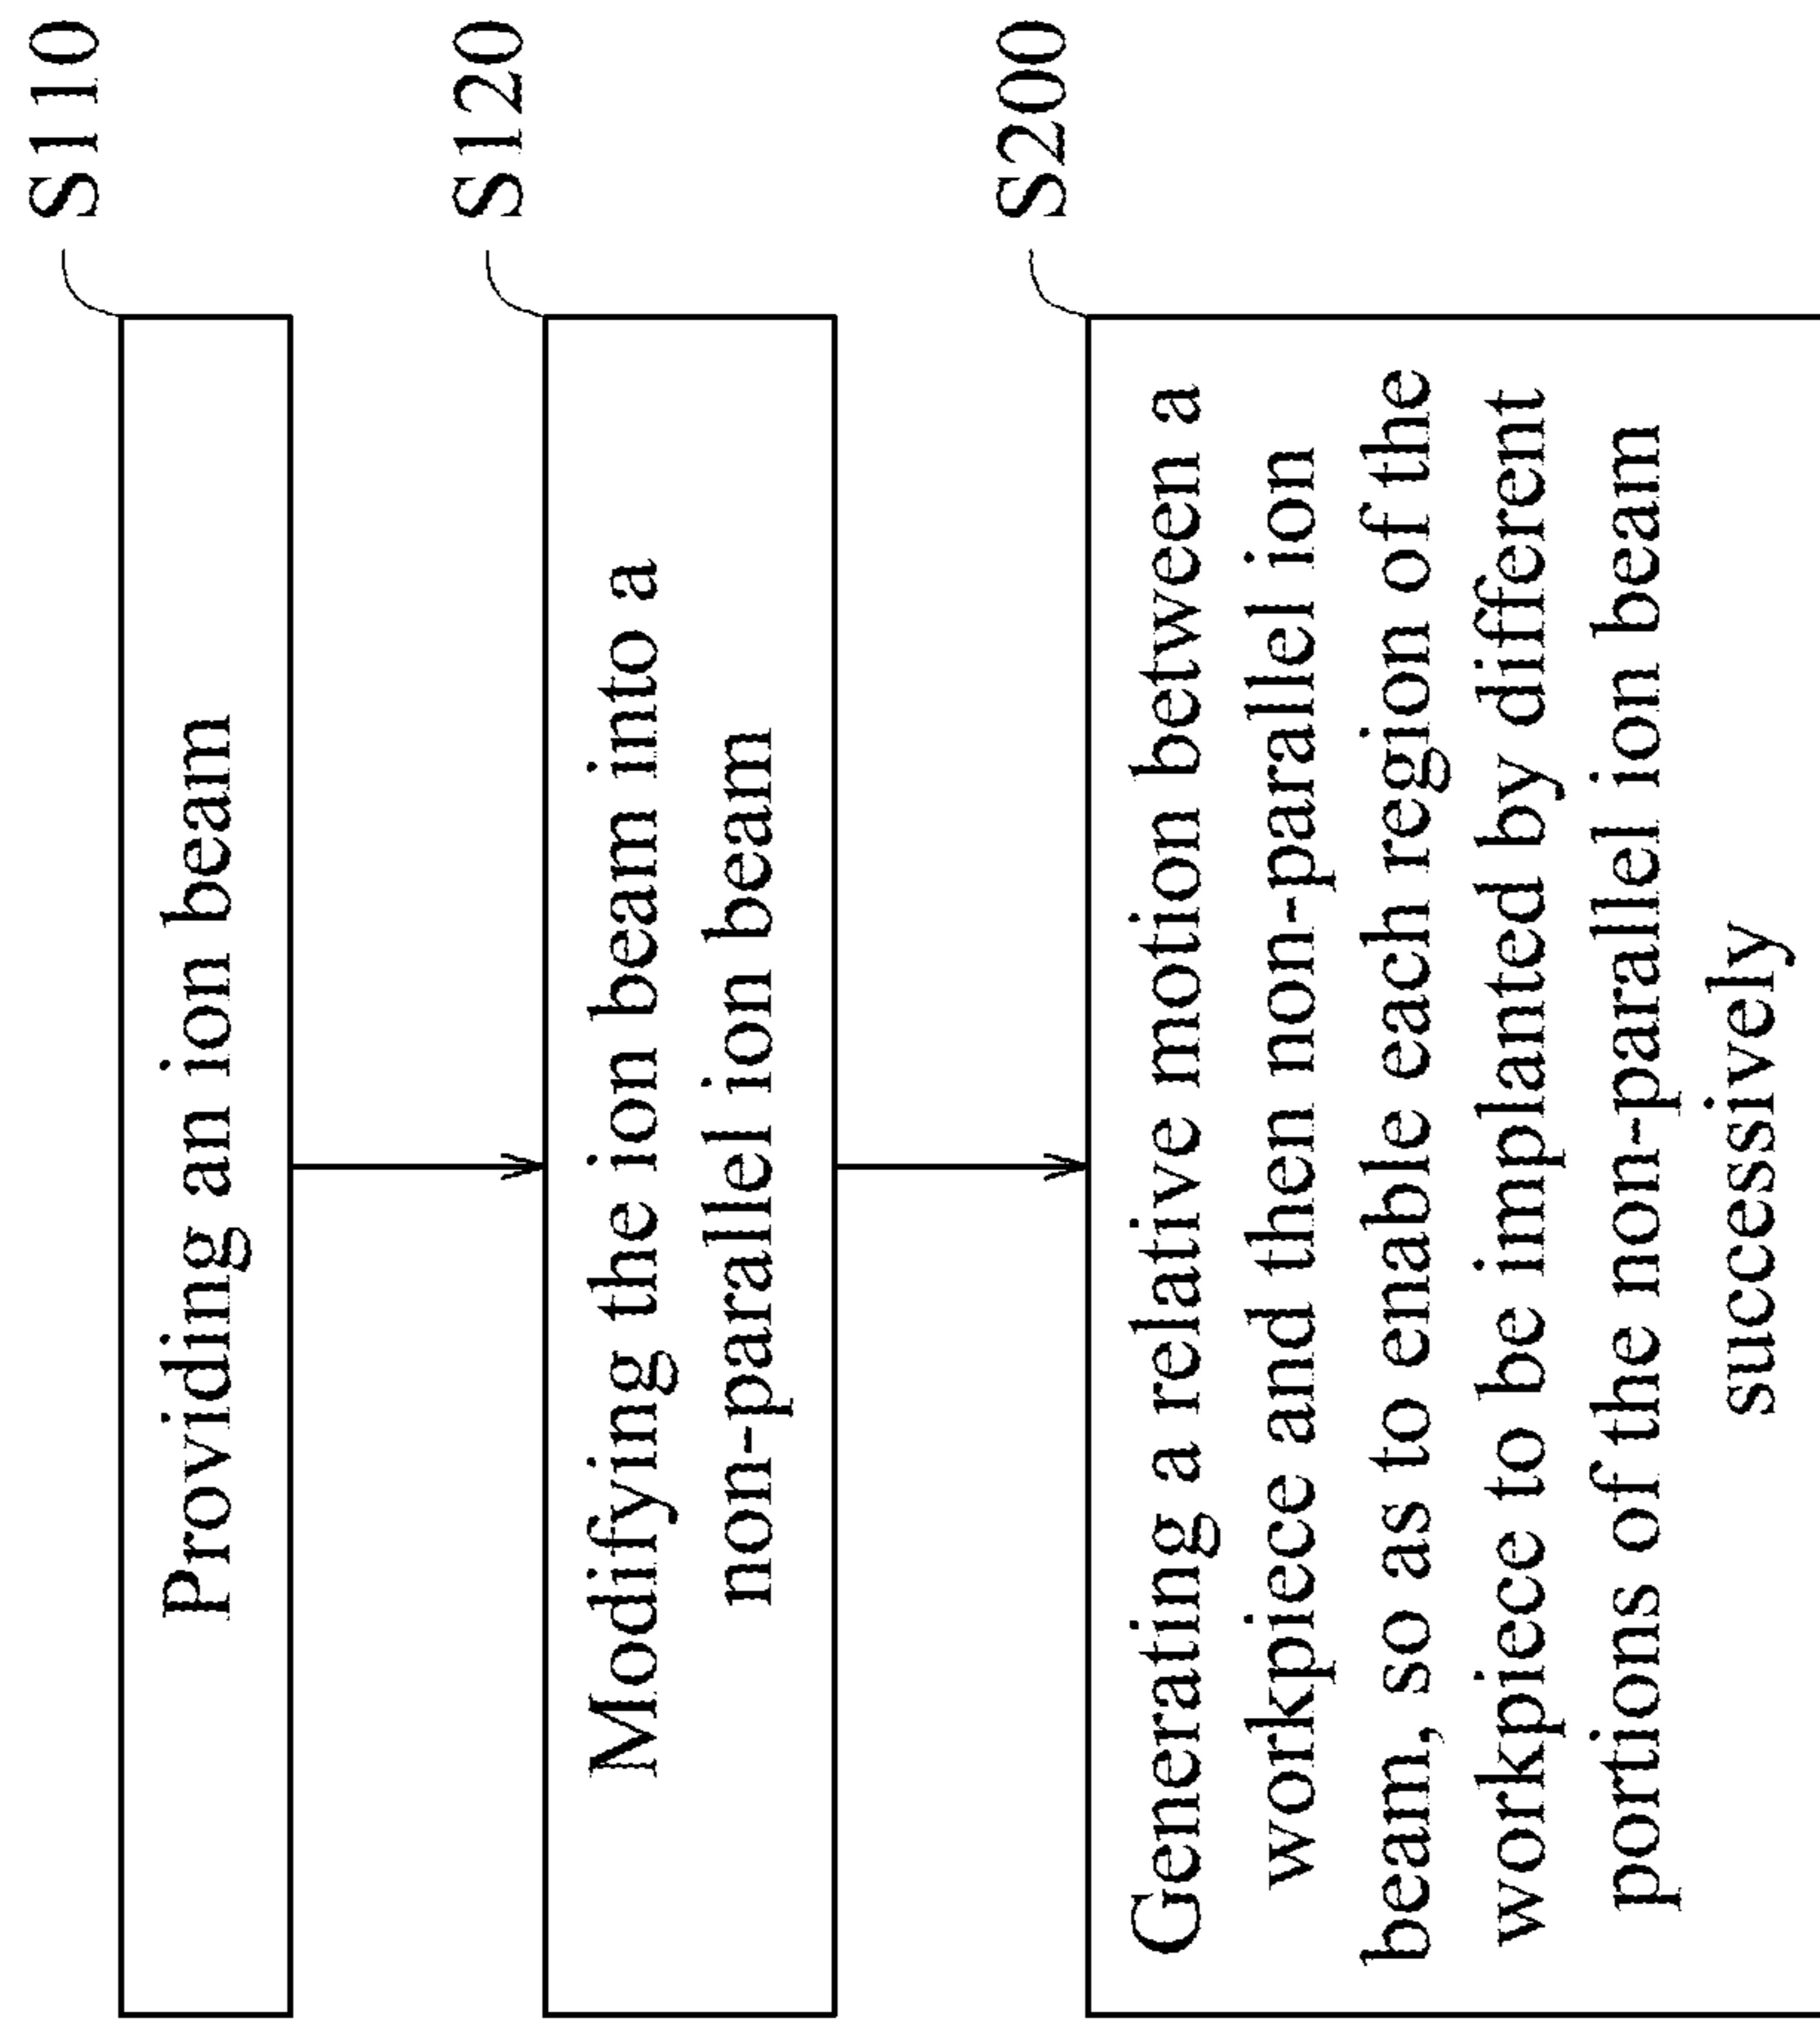 S110
Providing an ion beam
S120
Modifying the ion beam into a
non-parallel ion beam
S200
Generating a relative motion between a
workpiece and then non-parallel ion
beam, so as to enable each region of the
workpiece to be implanted by different
portions of the non-parallel ion beam
successively